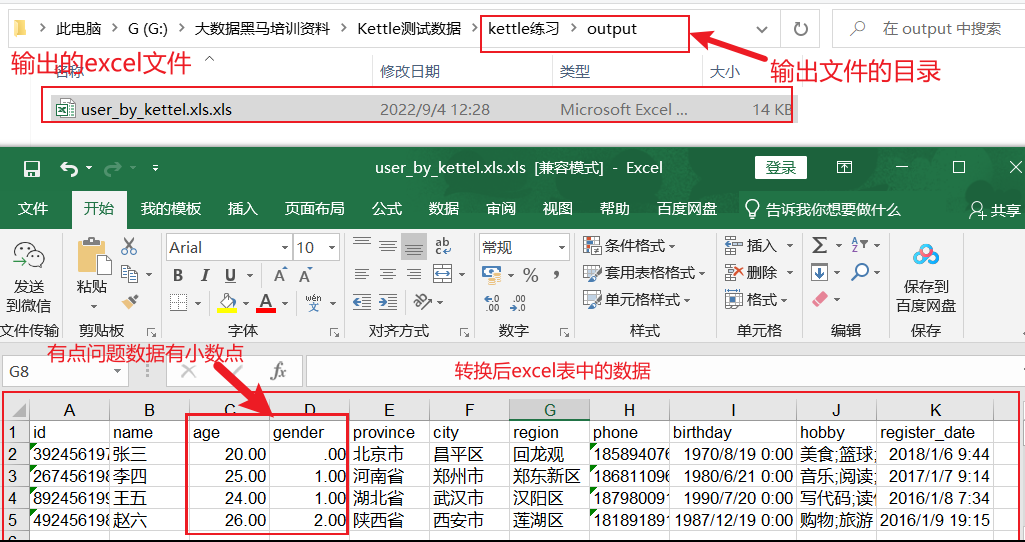 此电脑 G (G:) 大数据黑马培训资料 Kettle测试数据 kettle练习 output 在 output 中搜索
输出的excel文件
输出文件的目录
名称 修改日期 类型 大小
user_by_kettel.xls.xls 2022/9/4 12:28 Microsoft Excel ... 14 KB
user_by_kettel.xls.xls [兼容模式] - Excel 登录
文件 开始 我的模板 插入 页面布局 公式 数据 审阅 视图 帮助 百度网盘 告诉我你想要做什么 共享
发送
到微信
文件传输
粘贴
剪贴板
Arial 10
B I U A A
A wén 文
字体
ab
对齐方式
常规
%
数字
条件格式
套用表格格式
单元格样式
样式
插入
删除
格式
单元格
编辑
保存到
百度网盘
保存
有点问题数据有小数点
转换后excel表中的数据
G8 fx
A B C D E F G H I J K
1 id name age gender province city region phone birthday hobby register_date
2 392456197 张三 20.00 .00 北京市 昌平区 回龙观 185894076 1970/8/19 0:00 美食;篮球; 2018/1/6 9:44
3 267456198 李四 25.00 1.00 河南省 郑州市 郑东新区 186811096 1980/6/21 0:00 音乐;阅读; 2017/1/7 9:14
4 892456199 王五 24.00 1.00 湖北省 武汉市 汉阳区 187980091 1990/7/20 0:00 写代码;读 2016/1/8 7:34
5 492456198 赵六 26.00 2.00 陕西省 西安市 莲湖区 181891891 1987/12/19 0:00 购物;旅游 2016/1/9 19:15